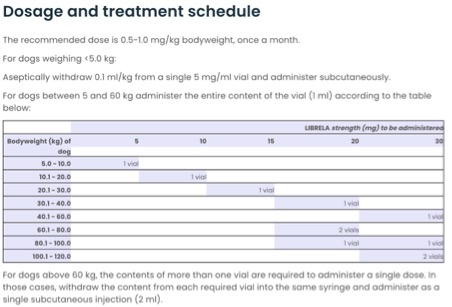 Dosage and treatment schedule
The recommended dose is 0.5-1.0 mg/kg bodyweight, once a month.
For dogs weighing <5.0 kg:
Aseptically withdraw 0.1 ml/kg from a single 5 mg/ml vial and administer subcutaneously.
For dogs between 5 and 60 kg administer the entire content of the vial (1 ml) according to the table
below:
LIBRELA strength (mg) to be administered
Bodyweight (kg) of dog 5 10 15 20 30
5.0 - 10.0 1 vial
10.1 - 20.0 1 vial
20.1 - 30.0 1 vial
30.1 - 40.0 1 vial
40.1 - 60.0 1 vial
60.1 - 80.0 2 vials
80.1 - 100.0 1 vial 1 vial
100.1 - 120.0 2 vials
For dogs above 60 kg, the contents of more than one vial are required to administer a single dose. In
those cases, withdraw the content from each required vial into the same syringe and administer as a
single subcutaneous injection (2 ml).